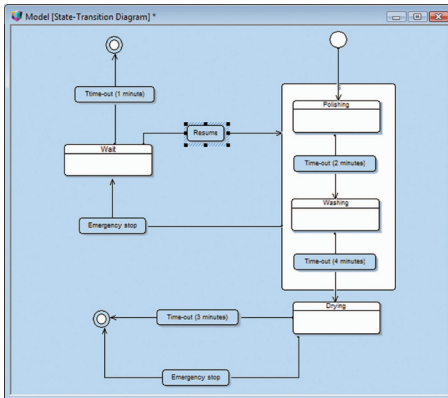 Model [State-Transition Diagram] *
Ttime-out (1 minute)
Polishing
Resume
Wait
Time-out (2 minutes]
Washing
Emergency stop
Time-out (4 minutes]
Drying
Time-out (3 minutes)
Emergency stop